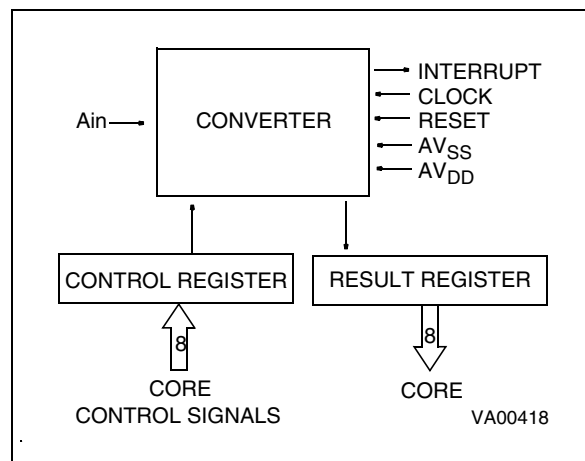 INTERRUPT
CLOCK
Ain
CONVERTER
RESET
AVSS
AVDD
CONTROL REGISTER
RESULT REGISTER
8
8
CORE
CONTROL SIGNALS
CORE
VA00418